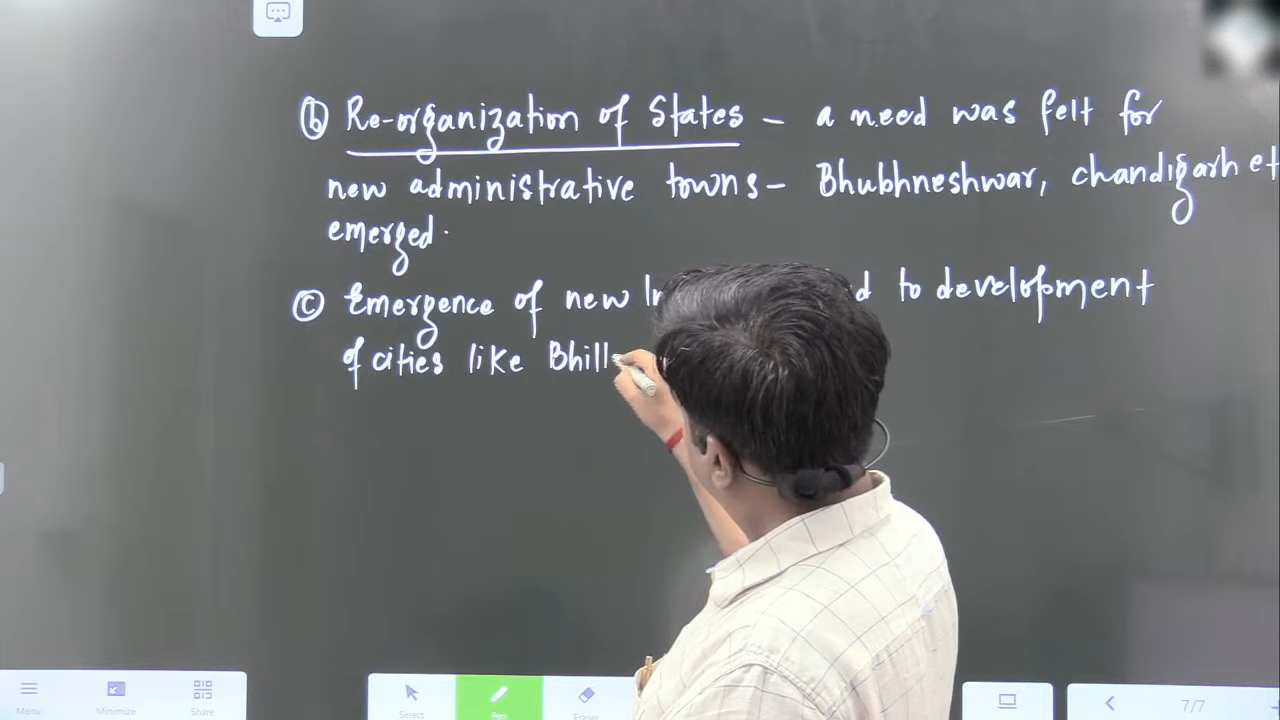 ⓑ Re-organization of States - a need was felt for
new administrative towns - Bhubhneshwar, chandigarh et
emerged.
ⓒ Emergence of new to development
of cities like Bhill
Menu
Minimize
Share
Select
Pen
Eraser
7/7